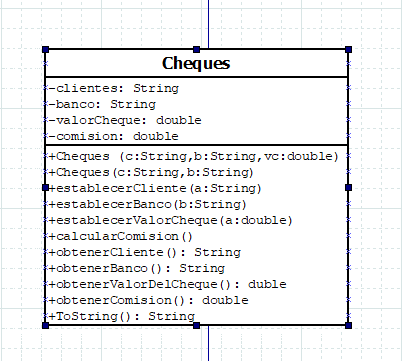 Cheques
-clientes: String
-banco: String
-valorCheque: double
-comision: double
+Cheques (c:String,b:String,vc:double)
+Cheques(c:String,b:String)
+establecerCliente(a:String)
+establecerBanco(b:String)
+establecerValorCheque(a:double)
+calcularComision()
+obtenerCliente(): String
+obtenerBanco(): String
+obtenerValorDelCheque(): duble
+obtenerComision(): double
+ToString(): String